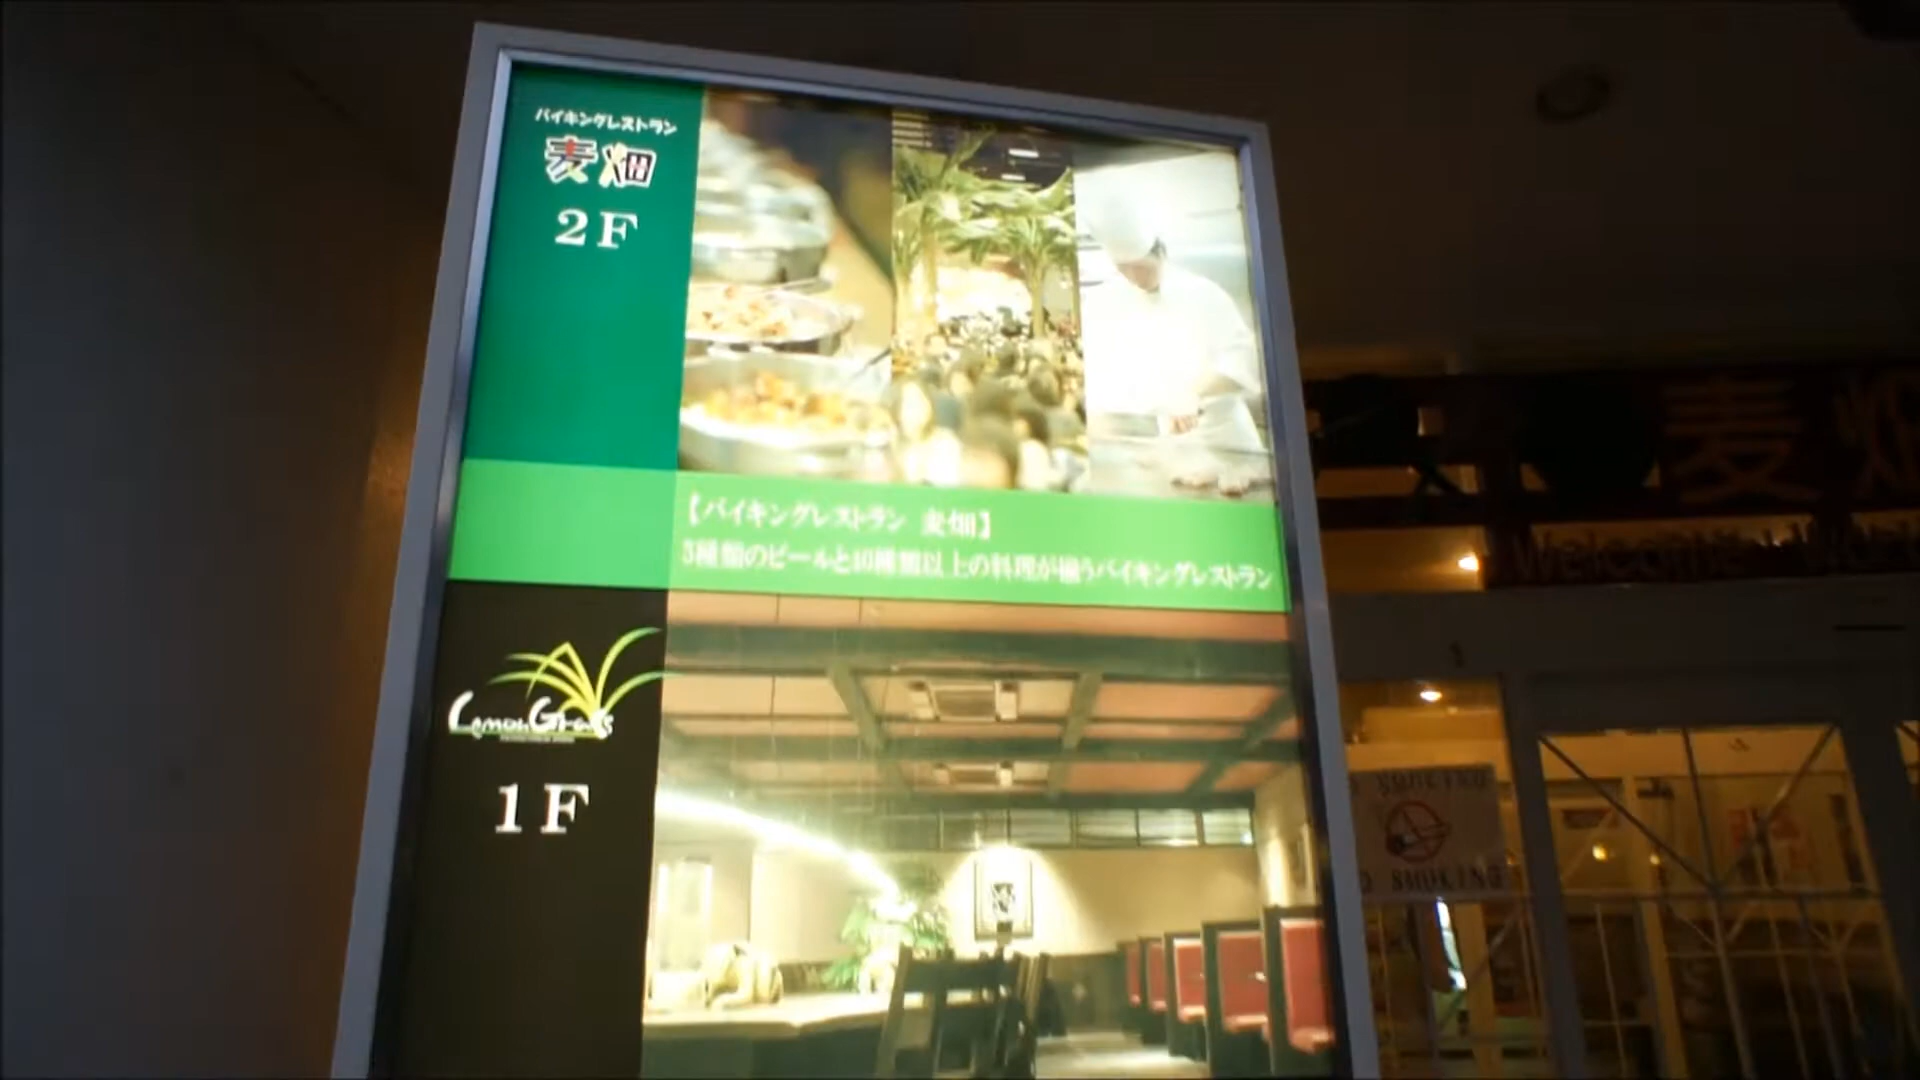 バイキングレストラン
麦畑
2F
【バイキングレストラン 麦畑】
3種類のビールと40種類以上の料理が揃うバイキングレストラン
LemonGrass
1F
麦畑
Welcome
SMOKING